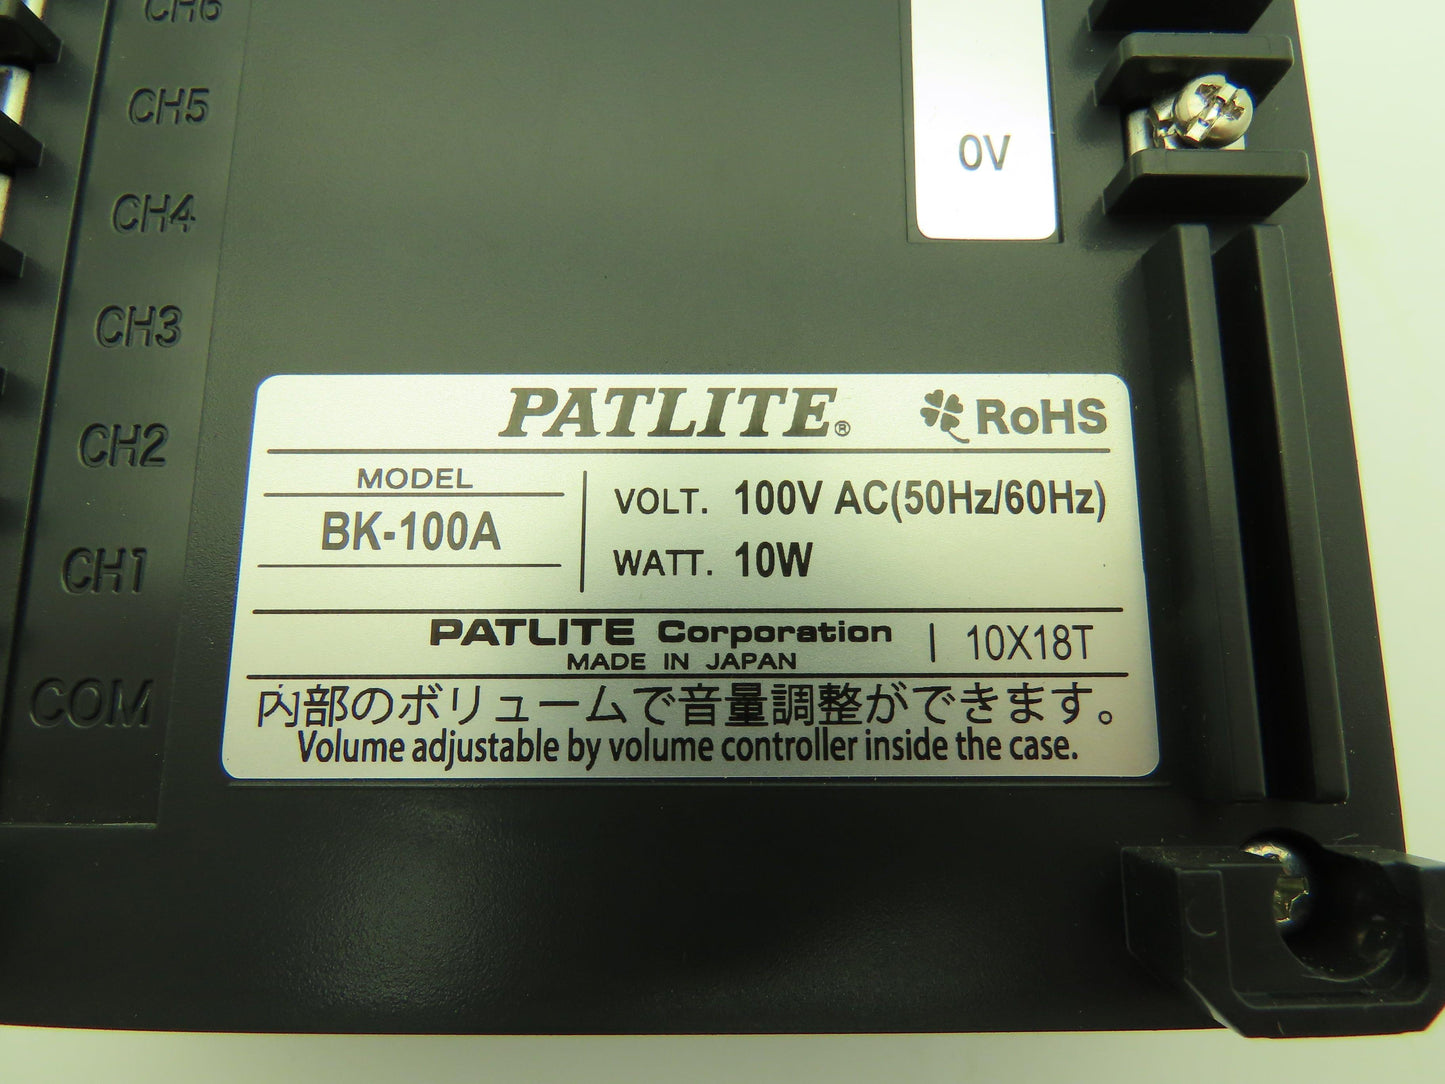 CH6
CH5
CH4
CH3
CH2
CH1
COM
0V
PATLITE®
RoHS
MODEL
BK-100A
VOLT. 100V AC(50Hz/60Hz)
WATT. 10W
PATLITE Corporation
MADE IN JAPAN
10X18T
内部のボリュームで音量調整ができます。
Volume adjustable by volume controller inside the case.